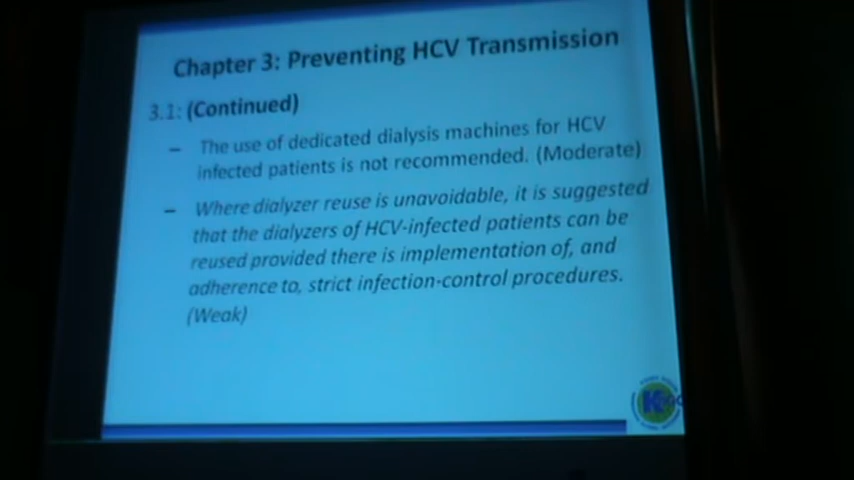 Chapter 3: Preventing HCV Transmission
3.1: (Continued)
– The use of dedicated dialysis machines for HCV
infected patients is not recommended. (Moderate)
– Where dialyzer reuse is unavoidable, it is suggested
that the dialyzers of HCV-infected patients can be
reused provided there is implementation of, and
adherence to, strict infection-control procedures.
(Weak)